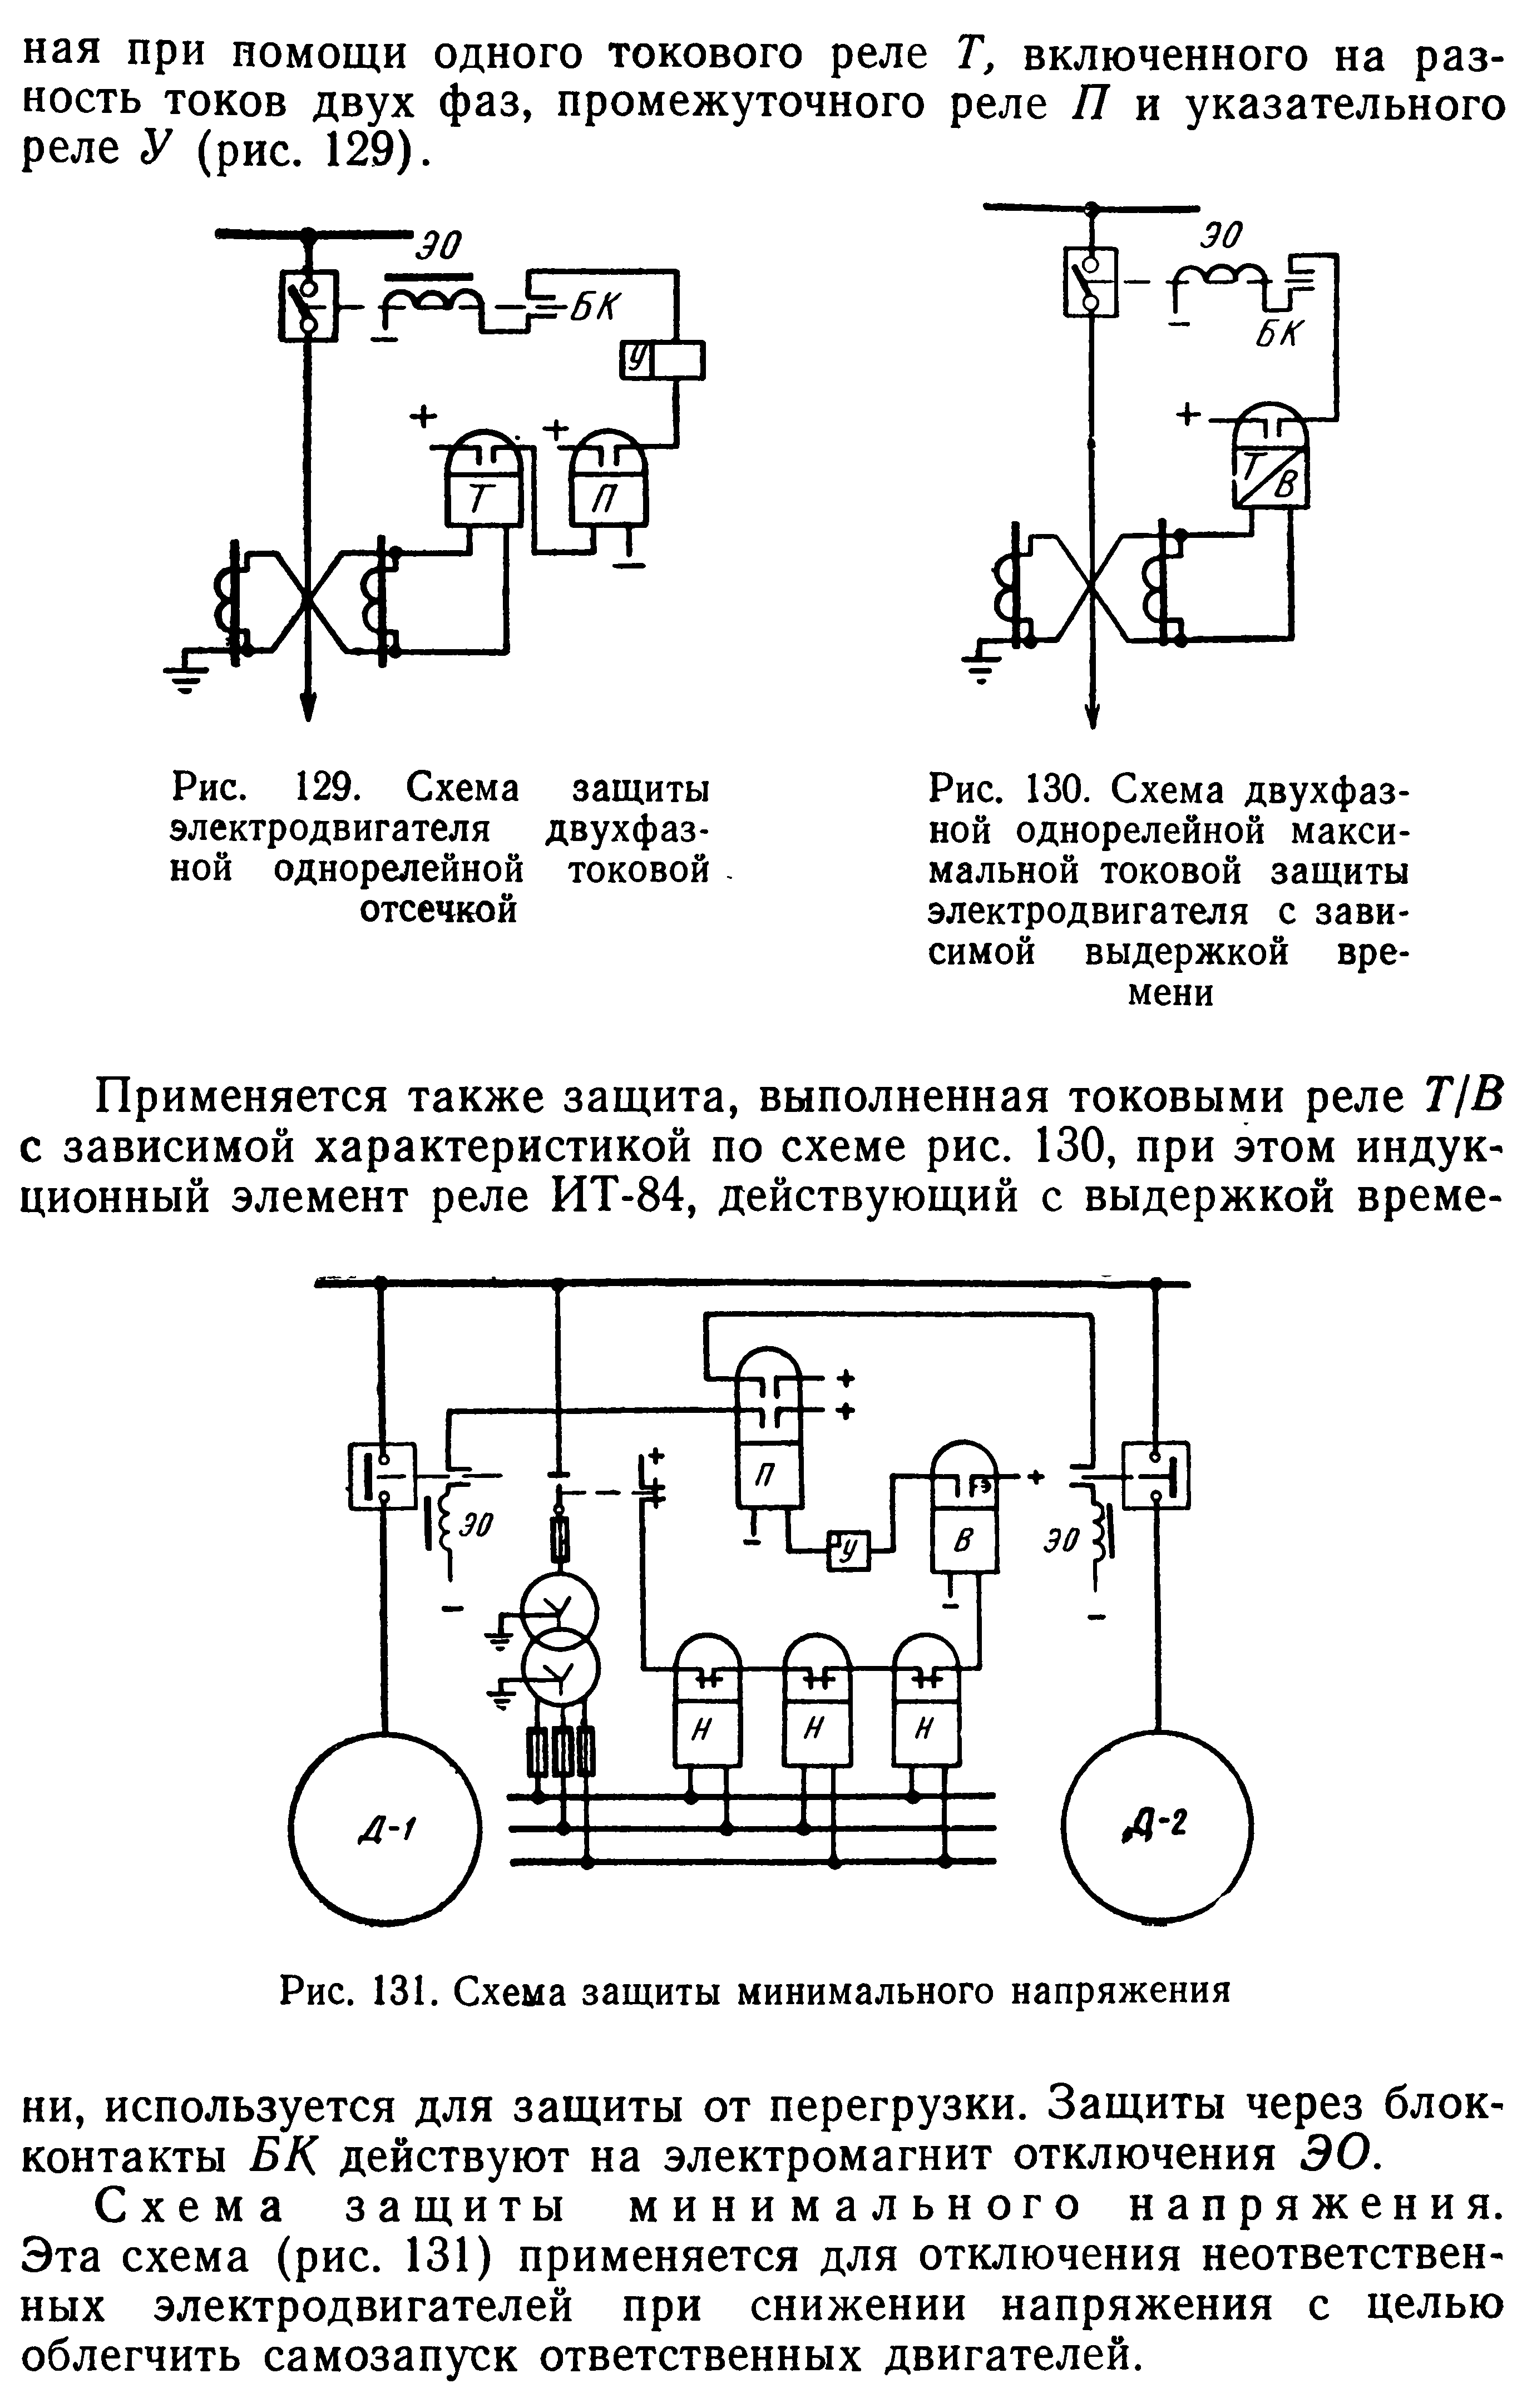 ная при помощи одного токового реле Т, включенного на раз-
ность токов двух фаз, промежуточного реле П и указательного
реле У (рис. 129).
ЭО
БК
У
+
+
Т
П
Рис. 129. Схема защиты
электродвигателя двухфаз-
ной однорелейной токовой
отсечкой
ЭО
БК
+
Т/В
Рис. 130. Схема двухфаз-
ной однорелейной макси-
мальной токовой защиты
электродвигателя с зави-
симой выдержкой вре-
мени
Применяется также защита, выполненная токовыми реле Т/В
с зависимой характеристикой по схеме рис. 130, при этом индук-
ционный элемент реле ИТ-84, действующий с выдержкой време-
+
+
+
+
П
ЭО
У
В
ЭО
Н
Н
Н
Д-1
Д-2
Рис. 131. Схема защиты минимального напряжения
ни, используется для защиты от перегрузки. Защиты через блок-
контакты БК действуют на электромагнит отключения ЭО.
Схема защиты минимального напряжения.
Эта схема (рис. 131) применяется для отключения неответствен-
ных электродвигателей при снижении напряжения с целью
облегчить самозапуск ответственных двигателей.